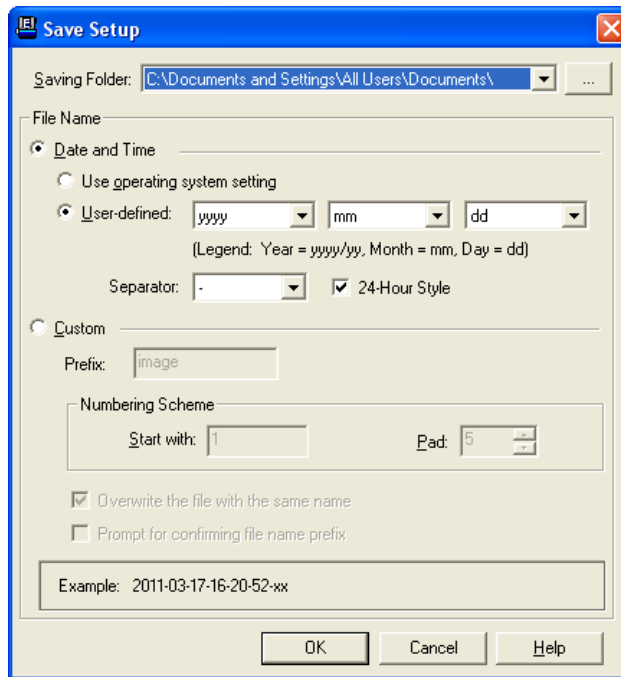 Save Setup
Saving Folder: C:\Documents and Settings\All Users\Documents\ ...
File Name
Date and Time
Use operating system setting
User-defined: yyyy mm dd
(Legend: Year = yyyy/yy, Month = mm, Day = dd)
Separator: - 24-Hour Style
Custom
Prefix: image
Numbering Scheme
Start with: 1 Pad: 5
Overwrite the file with the same name
Prompt for confirming file name prefix
Example: 2011-03-17-16-20-52-xx
OK Cancel Help